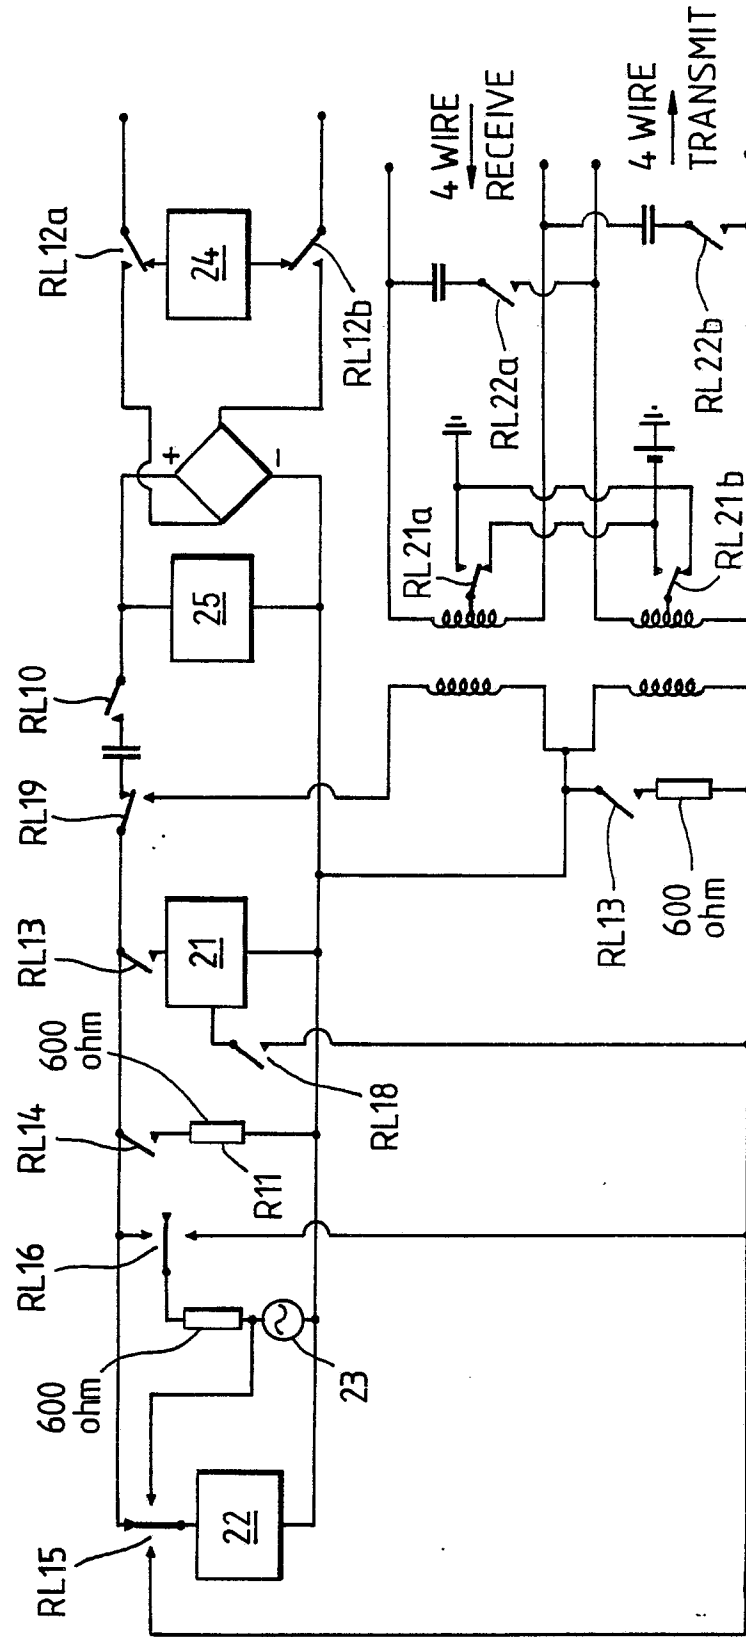 RL15
22
600
ohm
23
RL16
RL14
600
ohm
R11
RL18
RL13
21
RL19
RL10
25
+
−
RL12a
24
RL12b
RL13
600
ohm
RL21a
RL21b
RL22a
RL22b
4 WIRE
RECEIVE
4 WIRE
TRANSMIT